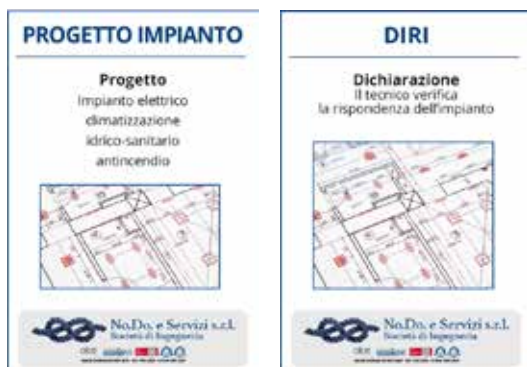 PROGETTO IMPIANTO
Progetto
Impianto elettrico
climatizzazione
idrico-sanitario
antincendio
No.Do. e Servizi s.r.l.
Società di Ingegneria
DIRI
Dichiarazione
Il tecnico verifica
la rispondenza dell'impianto
No.Do. e Servizi s.r.l.
Società di Ingegneria